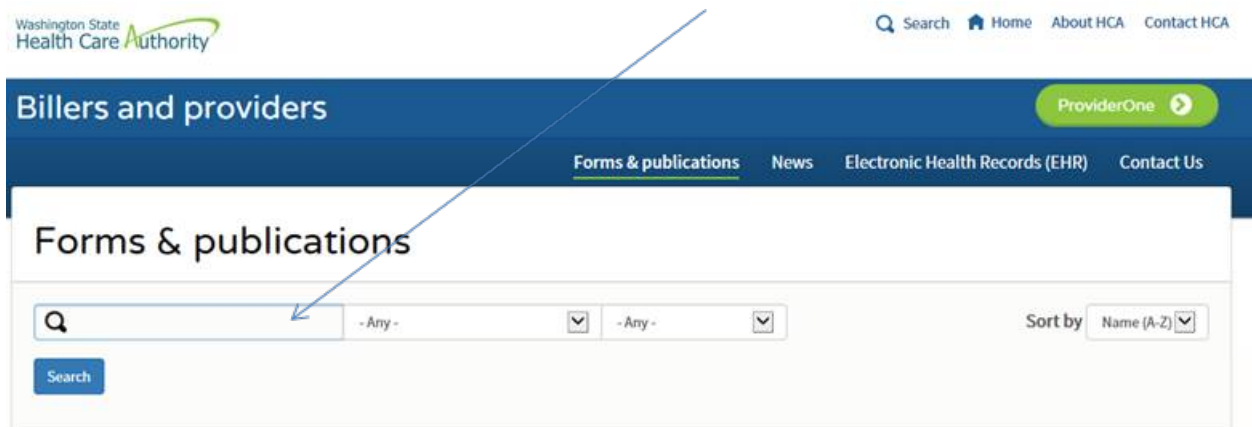 Washington State
Health Care Authority
Search Home About HCA Contact HCA
Billers and providers
ProviderOne
Forms & publications News Electronic Health Records (EHR) Contact Us
Forms & publications
- Any -
- Any -
Sort by Name (A-Z)
Search